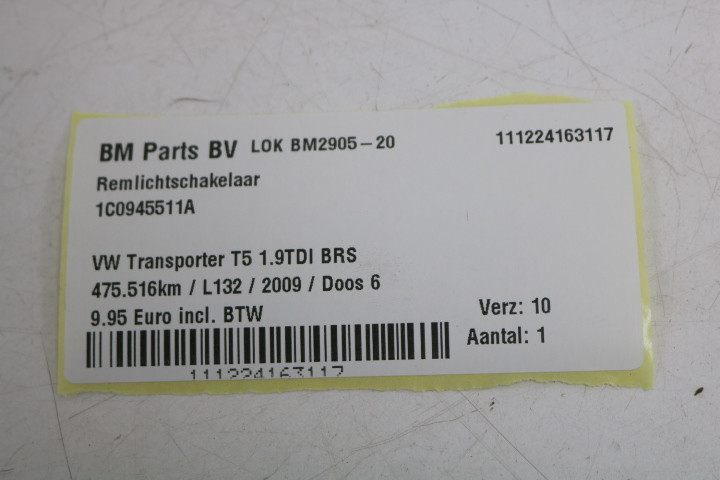 BM Parts BV LOK BM2905-20 111224163117
Remlichtschakelaar
1C0945511A
VW Transporter T5 1.9TDI BRS
475.516km / L132 / 2009 / Doos 6
9.95 Euro incl. BTW Verz: 10
Aantal: 1
111224163117